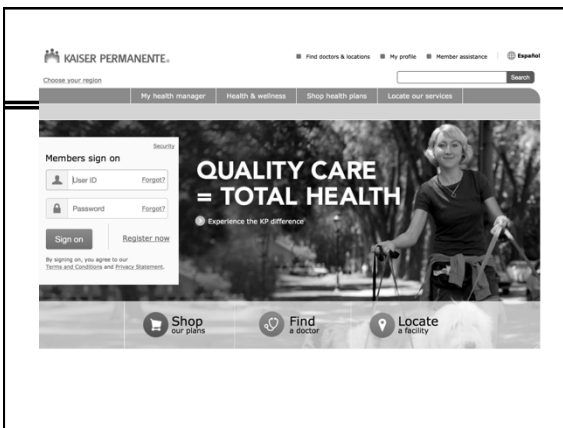 KAISER PERMANENTE®
Find doctors & locations
My profile
Member assistance
Español
Choose your region
Search
My health manager
Health & wellness
Shop health plans
Locate our services
Security
Members sign on
User ID
Forgot?
Password
Forgot?
Sign on
Register now
By signing on, you agree to our
Terms and Conditions and Privacy Statement.
QUALITY CARE
= TOTAL HEALTH
Experience the KP difference
Shop
our plans
Find
a doctor
Locate
a facility